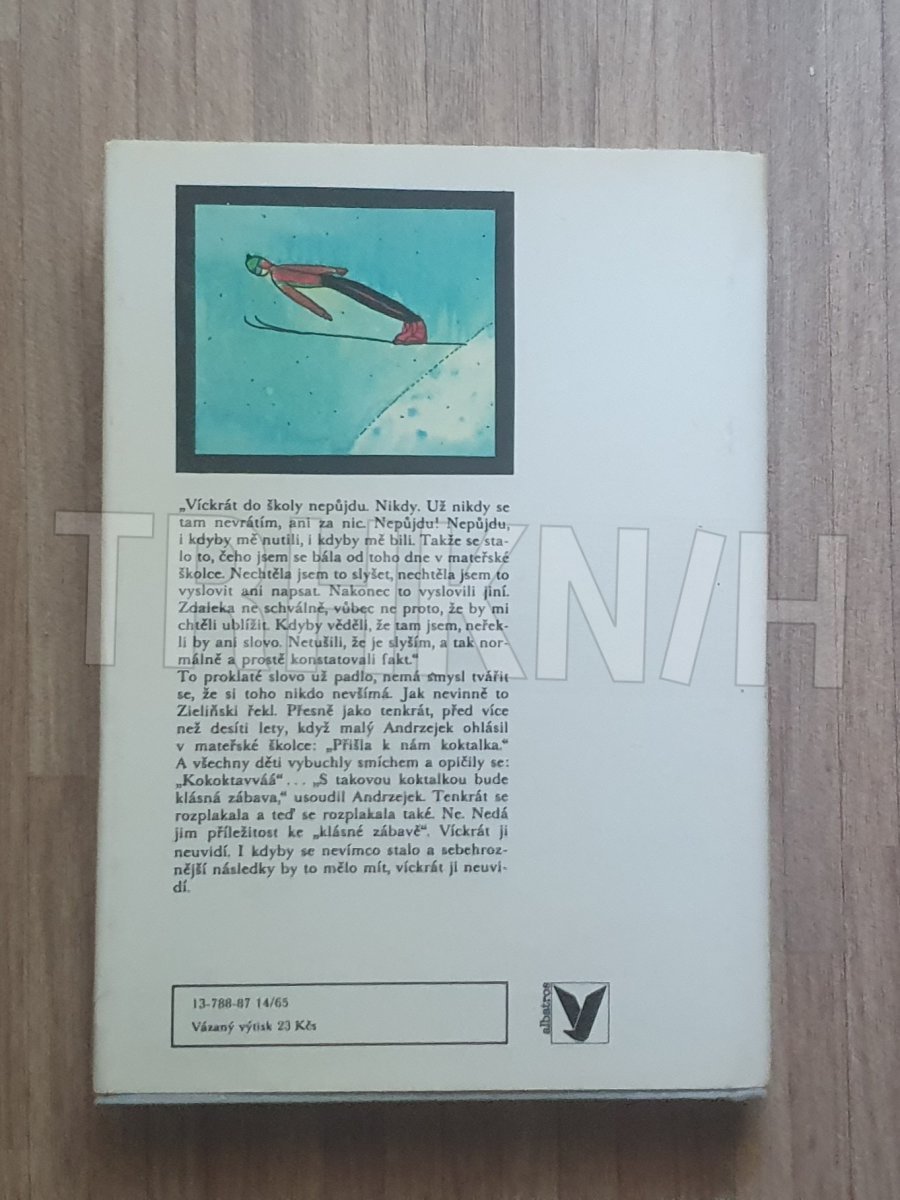 „Víckrát do školy nepůjdu. Nikdy. Už nikdy se
tam nevrátím, ani za nic. Nepůjdu! Nepůjdu,
i kdyby mě nutili, i kdyby mě bili. Takže se sta-
lo to, čeho jsem se bála od toho dne v mateřské
školce. Nechtěla jsem to slyšet, nechtěla jsem to
vyslovit ani napsat. Nakonec to vyslovili jiní.
Zdaleka ne schválně, vůbec ne proto, že by mi
chtěli ublížit. Kdyby věděli, že tam jsem, neřek-
li by ani slovo. Netušili, že je slyším, a tak nor-
málně a prostě konstatovali fakt.“
To proklaté slovo už padlo, nemá smysl tvářit
se, že si toho nikdo nevšímá. Jak nevinně to
Zieliński řekl. Přesně jako tenkrát, před více
než desíti lety, když malý Andrzejek ohlásil
v mateřské školce: „Přišla k nám koktalka.“
A všechny děti vybuchly smíchem a opičily se:
„Kokoktavváá“... „S takovou koktalkou bude
klásná zábava,“ usoudil Andrzejek. Tenkrát se
rozplakala a teď se rozplakala také. Ne. Nedá
jim příležitost ke „klásné zábavě“. Víckrát ji
neuvidí. I kdyby se nevímco stalo a sebehroz-
nější následky by to mělo mít, víckrát ji neuvi-
dí.
13-788-87 14/65
Vázaný výtisk 23 Kčs
albatros
TREHKN/H